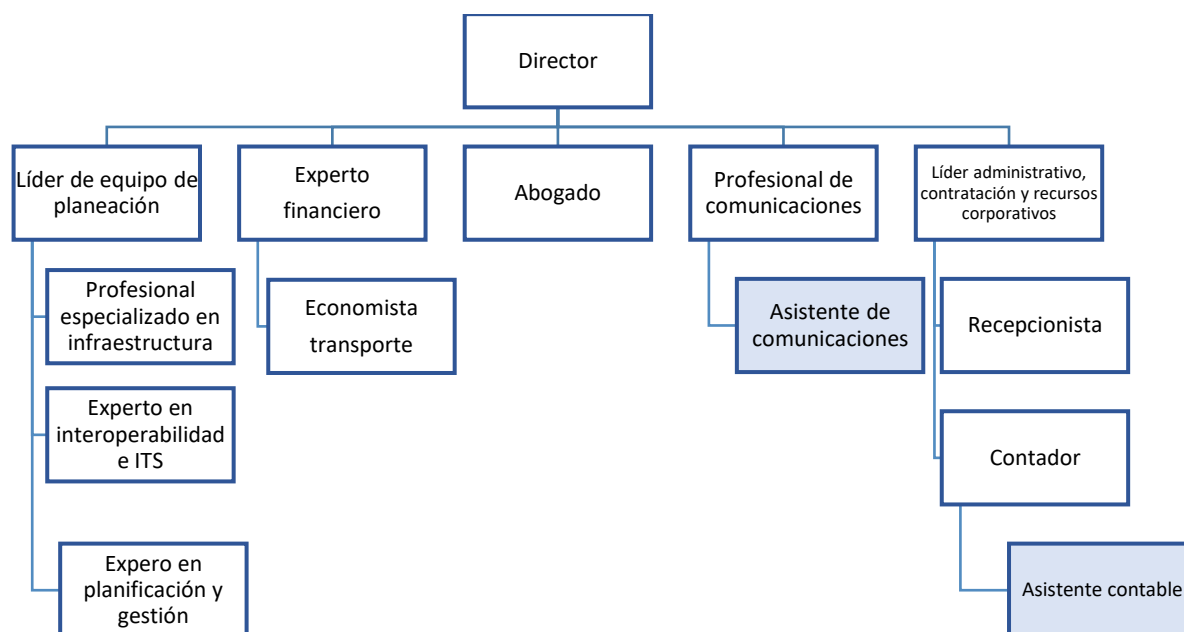 Director
Líder de equipo de
planeación
Experto
financiero
Abogado
Profesional de
comunicaciones
Líder administrativo,
contratación y recursos
corporativos
Profesional
especializado en
infraestructura
Economista
transporte
Asistente de
comunicaciones
Recepcionista
Experto en
interoperabilidad
e ITS
Contador
Expero en
planificación y
gestión
Asistente contable